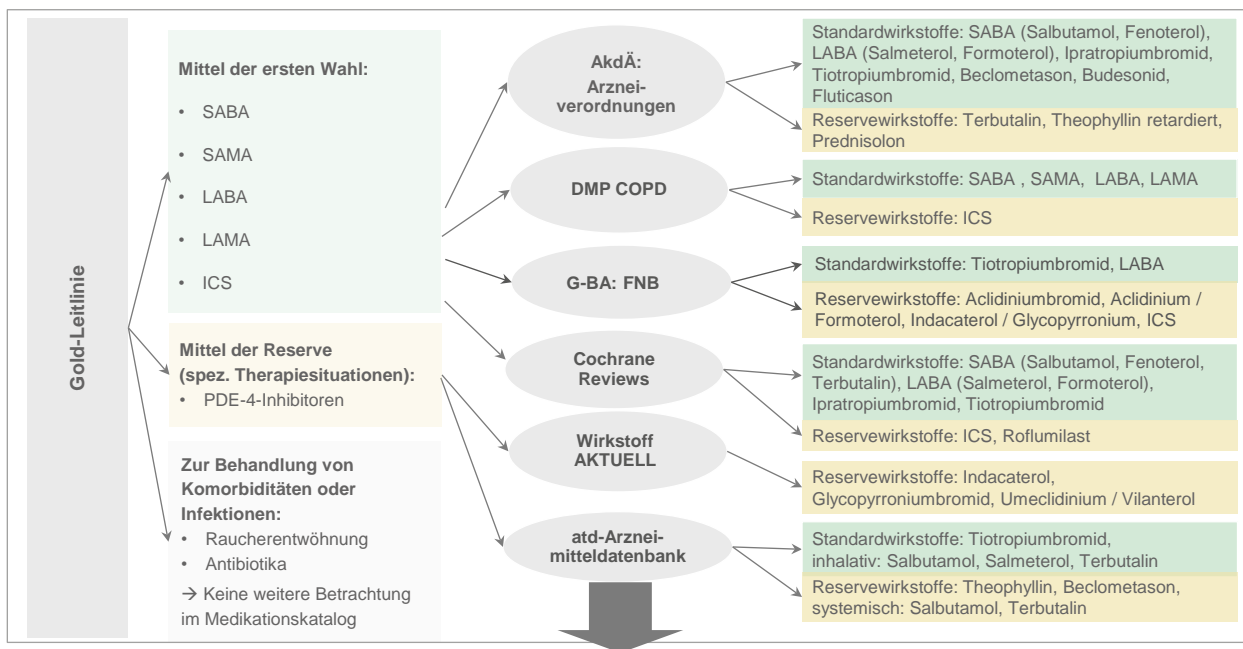 Gold-Leitlinie
Mittel der ersten Wahl:
• SABA
• SAMA
• LABA
• LAMA
• ICS
Mittel der Reserve
(spez. Therapiesituationen):
• PDE-4-Inhibitoren
Zur Behandlung von
Komorbiditäten oder
Infektionen:
• Raucherentwöhnung
• Antibiotika
→ Keine weitere Betrachtung
im Medikationskatalog
AkdÄ:
Arznei-
verordnungen
Standardwirkstoffe: SABA (Salbutamol, Fenoterol),
LABA (Salmeterol, Formoterol), Ipratropiumbromid,
Tiotropiumbromid, Beclometason, Budesonid,
Fluticason
Reservewirkstoffe: Terbutalin, Theophyllin retardiert,
Prednisolon
DMP COPD
Standardwirkstoffe: SABA , SAMA, LABA, LAMA
Reservewirkstoffe: ICS
G-BA: FNB
Standardwirkstoffe: Tiotropiumbromid, LABA
Reservewirkstoffe: Aclidiniumbromid, Aclidinium /
Formoterol, Indacaterol / Glycopyrronium, ICS
Cochrane
Reviews
Standardwirkstoffe: SABA (Salbutamol, Fenoterol,
Terbutalin), LABA (Salmeterol, Formoterol),
Ipratropiumbromid, Tiotropiumbromid
Reservewirkstoffe: ICS, Roflumilast
Wirkstoff
AKTUELL
Reservewirkstoffe: Indacaterol,
Glycopyrroniumbromid, Umeclidinium / Vilanterol
atd-Arznei-
mitteldatenbank
Standardwirkstoffe: Tiotropiumbromid,
inhalativ: Salbutamol, Salmeterol, Terbutalin
Reservewirkstoffe: Theophyllin, Beclometason,
systemisch: Salbutamol, Terbutalin